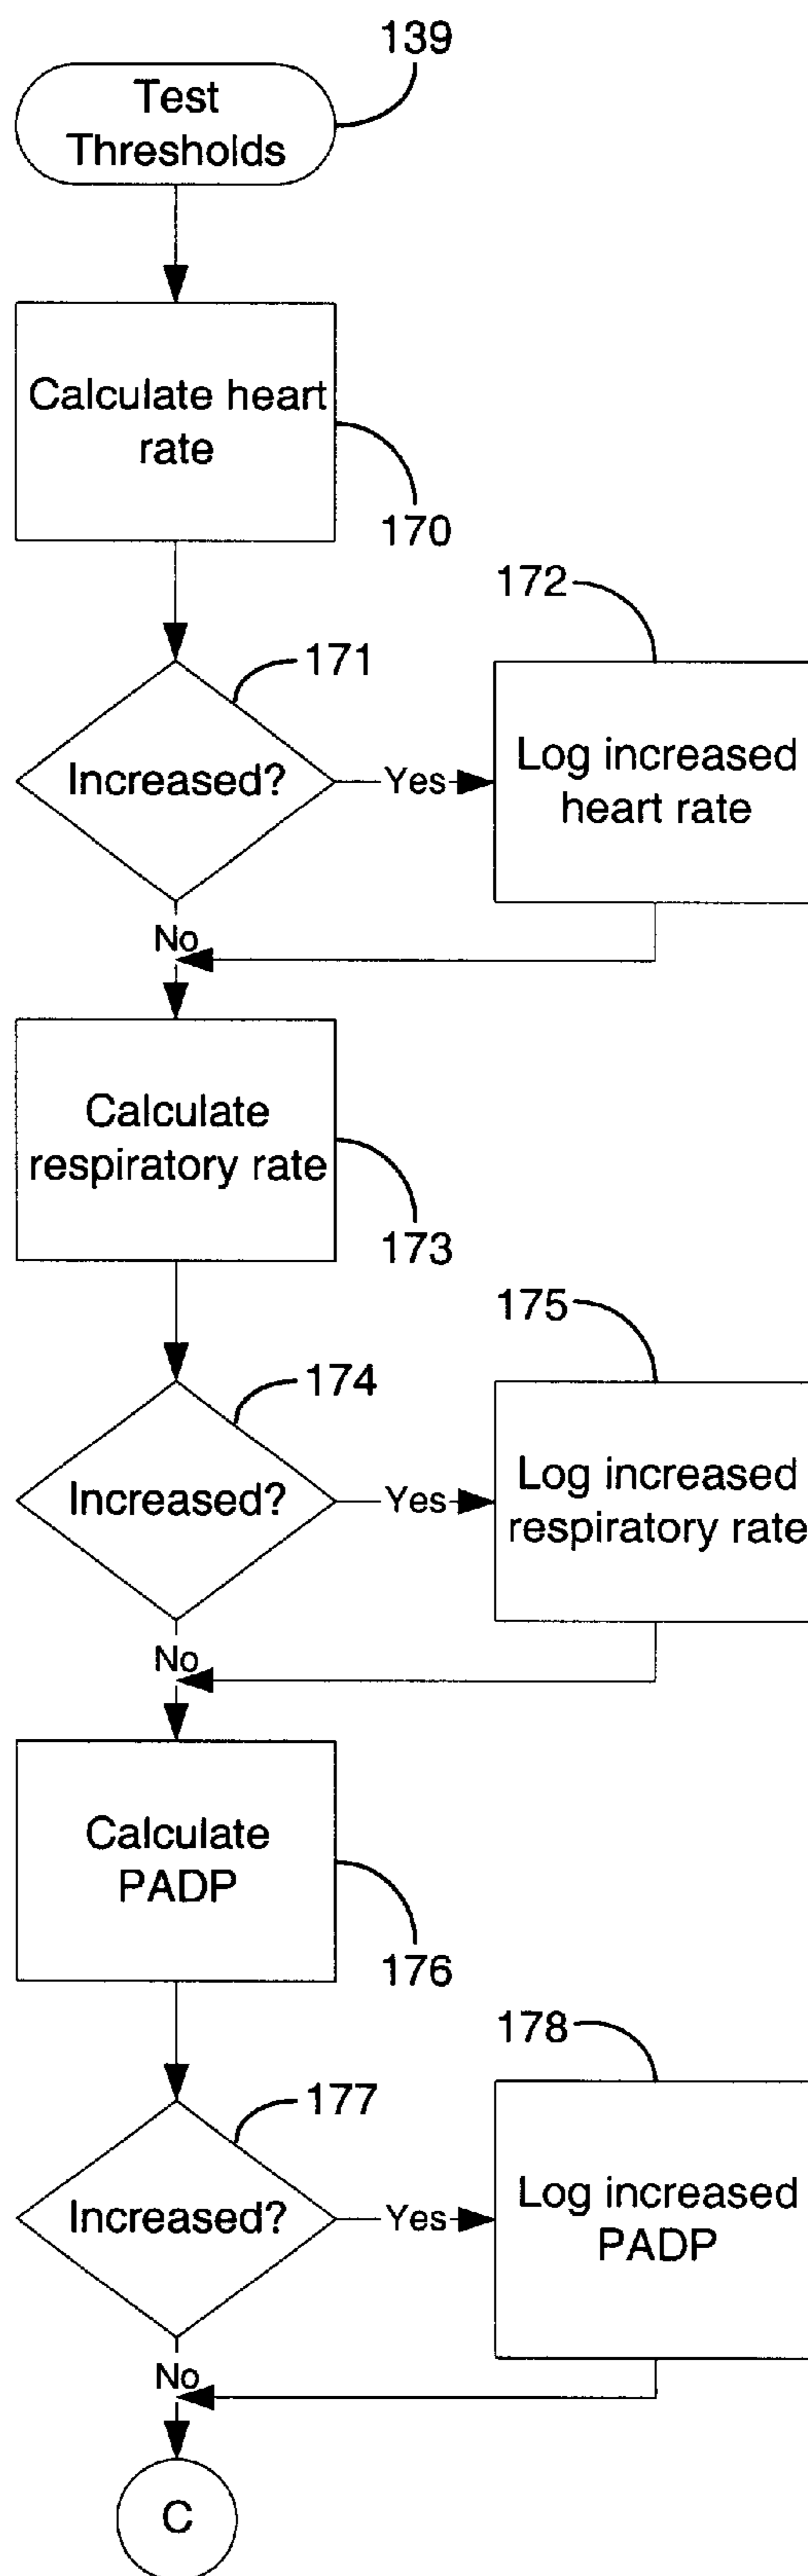 139
Test
Thresholds
Calculate heart
rate
170
172
171
Increased?
Yes
Log increased
heart rate
No
Calculate
respiratory rate
173
175
174
Increased?
Yes
Log increased
respiratory rate
No
Calculate
PADP
176
178
177
Increased?
Yes
Log increased
PADP
No
C